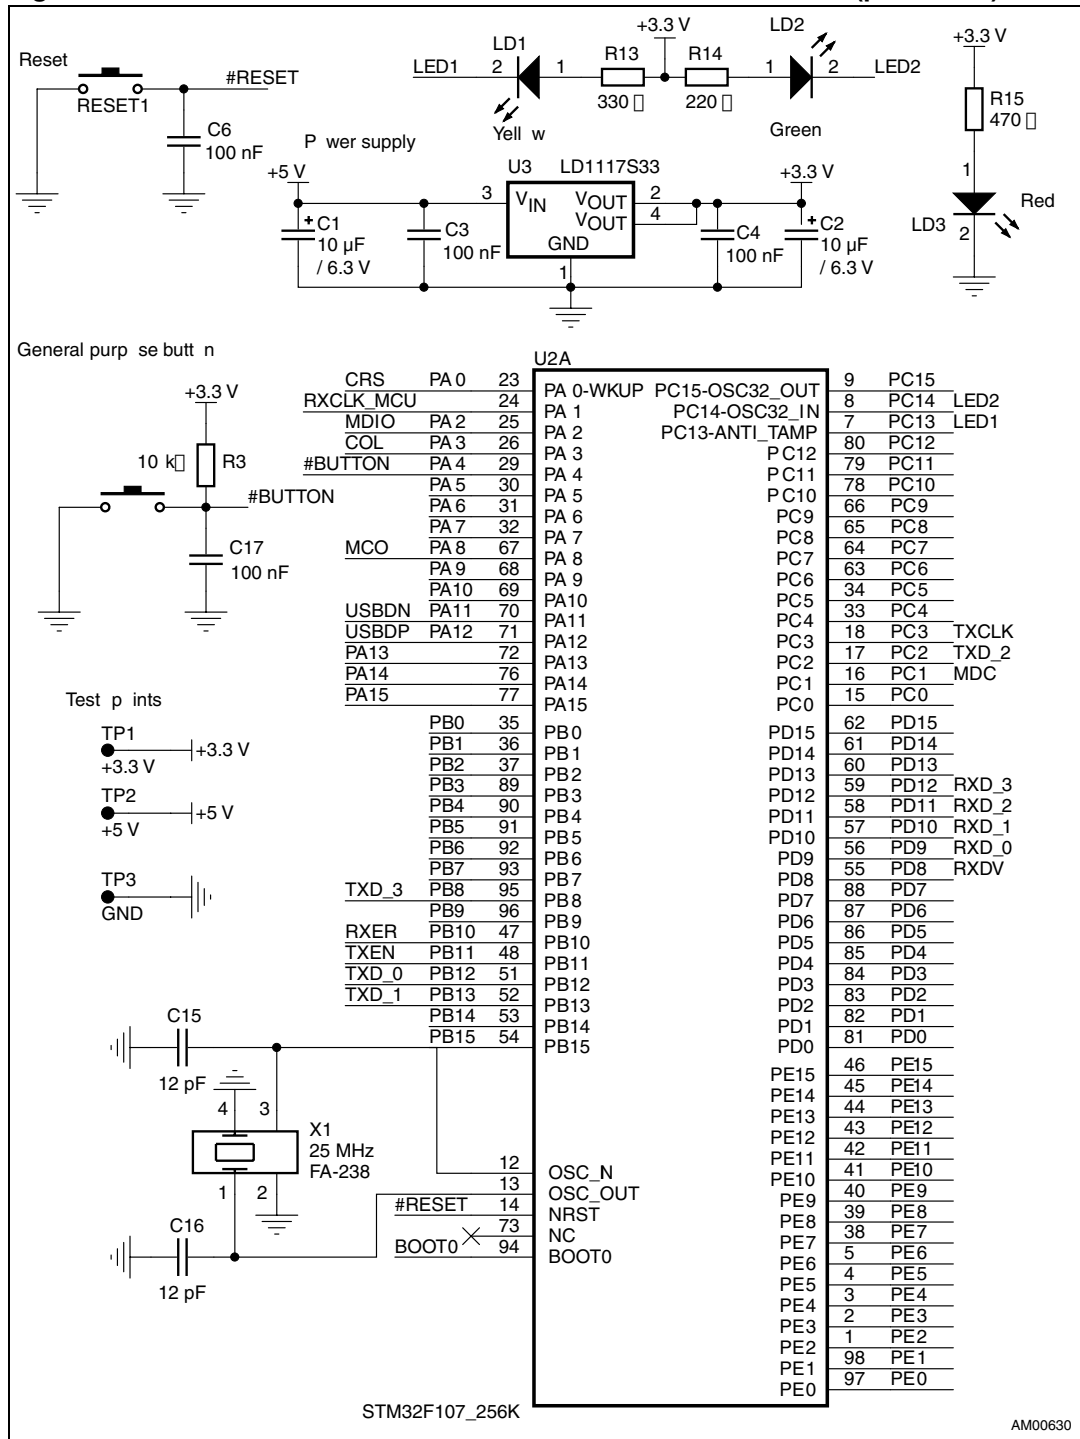 Reset
RESET1
#RESET
C6
100 nF
LED1
2
LD1
1
Yell w
R13
330 
+3.3 V
R14
220 
LD2
1
2
LED2
Green
+3.3 V
R15
470 
1
LD3
2
Red
P wer supply
+5 V
C1
10 µF
/ 6.3 V
C3
100 nF
U3
LD1117S33
3
VIN
VOUT
2
VOUT
4
GND
1
+3.3 V
C4
100 nF
C2
10 µF
/ 6.3 V
General purp se butt n
+3.3 V
10 k
R3
#BUTTON
C17
100 nF
Test p ints
TP1
+3.3 V
+3.3 V
TP2
+5 V
+5 V
TP3
GND
C15
12 pF
4
3
X1
25 MHz
FA-238
1
2
C16
12 pF
U2A
CRS PA 0 23 PA 0-WKUP
RXCLK_MCU 24 PA 1
MDIO PA 2 25 PA 2
COL PA 3 26 PA 3
#BUTTON PA 4 29 PA 4
PA 5 30 PA 5
PA 6 31 PA 6
PA 7 32 PA 7
MCO PA 8 67 PA 8
PA 9 68 PA 9
PA10 69 PA10
USBDN PA11 70 PA11
USBDP PA12 71 PA12
PA13 72 PA13
PA14 76 PA14
PA15 77 PA15
PB0 35 PB0
PB1 36 PB1
PB2 37 PB2
PB3 89 PB3
PB4 90 PB4
PB5 91 PB5
PB6 92 PB6
PB7 93 PB7
TXD_3 PB8 95 PB8
PB9 96 PB9
RXER PB10 47 PB10
TXEN PB11 48 PB11
TXD_0 PB12 51 PB12
TXD_1 PB13 52 PB13
PB14 53 PB14
PB15 54 PB15
12 OSC_N
13 OSC_OUT
#RESET 14 NRST
73 NC
BOOT0 94 BOOT0
PC15-OSC32_OUT 9 PC15
PC14-OSC32_IN 8 PC14 LED2
PC13-ANTI_TAMP 7 PC13 LED1
PC12 80 PC12
PC11 79 PC11
PC10 78 PC10
PC9 66 PC9
PC8 65 PC8
PC7 64 PC7
PC6 63 PC6
PC5 34 PC5
PC4 33 PC4
PC3 18 PC3 TXCLK
PC2 17 PC2 TXD_2
PC1 16 PC1 MDC
PC0 15 PC0
PD15 62 PD15
PD14 61 PD14
PD13 60 PD13
PD12 59 PD12 RXD_3
PD11 58 PD11 RXD_2
PD10 57 PD10 RXD_1
PD9 56 PD9 RXD_0
PD8 55 PD8 RXDV
PD7 88 PD7
PD6 87 PD6
PD5 86 PD5
PD4 85 PD4
PD3 84 PD3
PD2 83 PD2
PD1 82 PD1
PD0 81 PD0
PE15 46 PE15
PE14 45 PE14
PE13 44 PE13
PE12 43 PE12
PE11 42 PE11
PE10 41 PE10
PE9 40 PE9
PE8 39 PE8
PE7 38 PE7
PE6 5 PE6
PE5 4 PE5
PE4 3 PE4
PE3 2 PE3
PE2 1 PE2
PE1 98 PE1
PE0 97 PE0
STM32F107_256K
AM00630